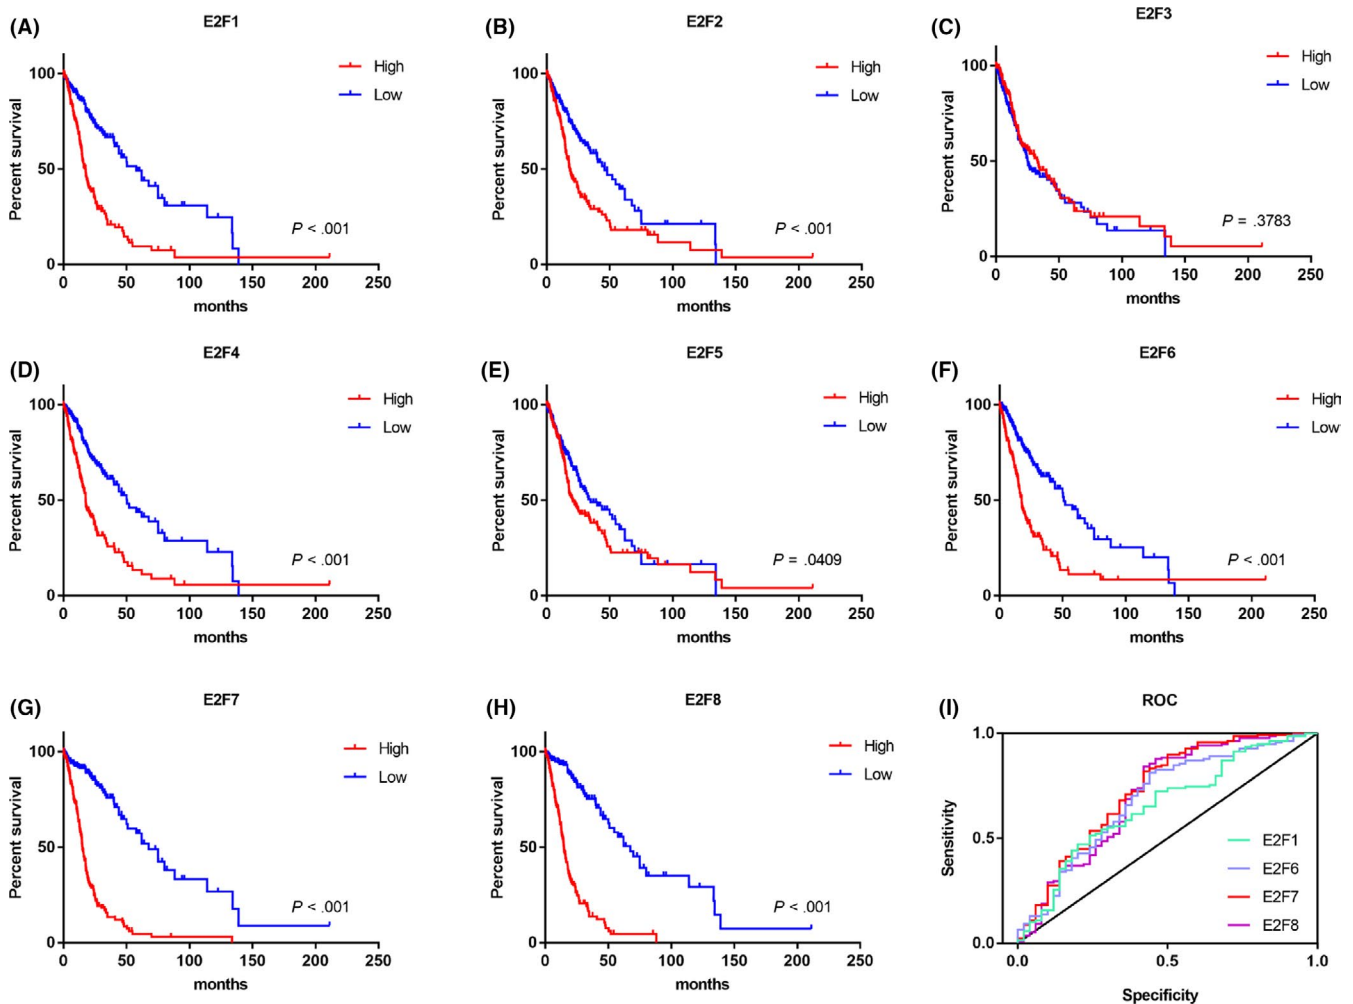 (A)
E2F1
Percent survival
100
50
0
0 50 100 150 200 250
months
High
Low
P < .001
(B)
E2F2
Percent survival
100
50
0
0 50 100 150 200 250
months
High
Low
P < .001
(C)
E2F3
Percent survival
100
50
0
0 50 100 150 200 250
months
High
Low
P = .3783
(D)
E2F4
Percent survival
100
50
0
0 50 100 150 200 250
months
High
Low
P < .001
(E)
E2F5
Percent survival
100
50
0
0 50 100 150 200 250
months
High
Low
P = .0409
(F)
E2F6
Percent survival
100
50
0
0 50 100 150 200 250
months
High
Low
P < .001
(G)
E2F7
Percent survival
100
50
0
0 50 100 150 200 250
months
High
Low
P < .001
(H)
E2F8
Percent survival
100
50
0
0 50 100 150 200 250
months
High
Low
P < .001
(I)
ROC
Sensitivity
1.0
0.5
0.0
0.0 0.5 1.0
Specificity
E2F1
E2F6
E2F7
E2F8